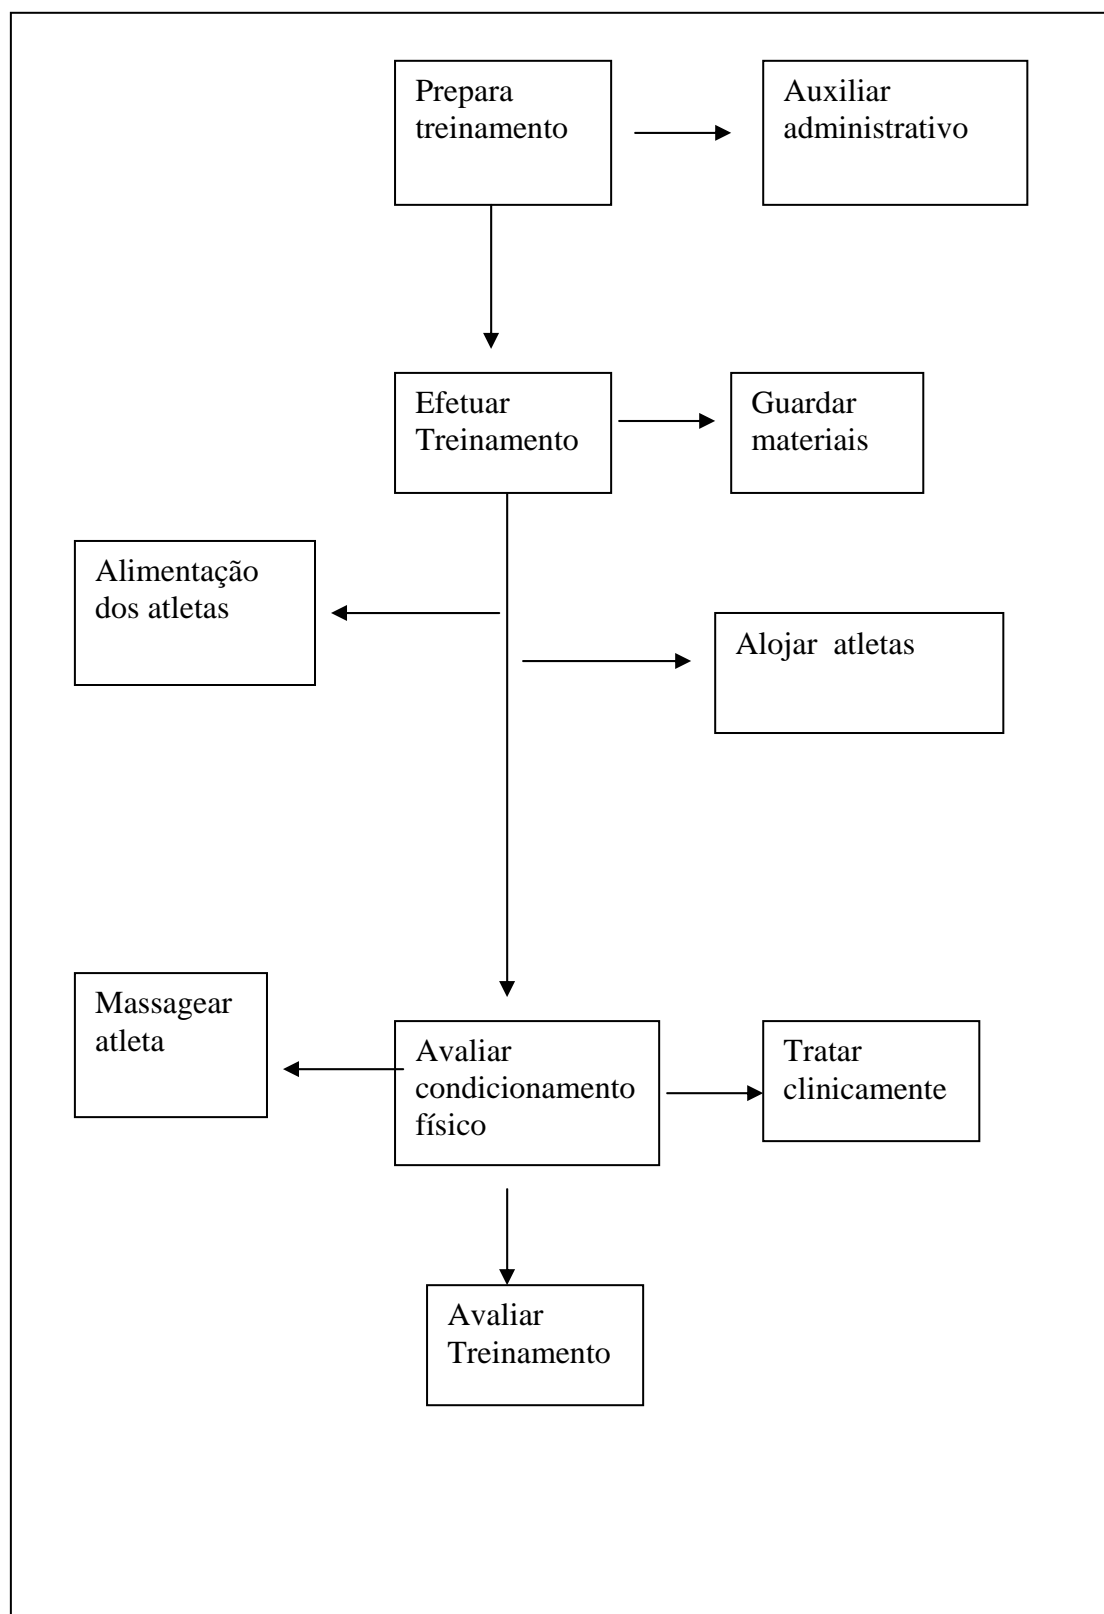 Prepara
treinamento
Auxiliar
administrativo
Efetuar
Treinamento
Guardar
materiais
Alimentação
dos atletas
Alojar  atletas
Massagear
atleta
Avaliar
condicionamento
físico
Tratar
clinicamente
Avaliar
Treinamento